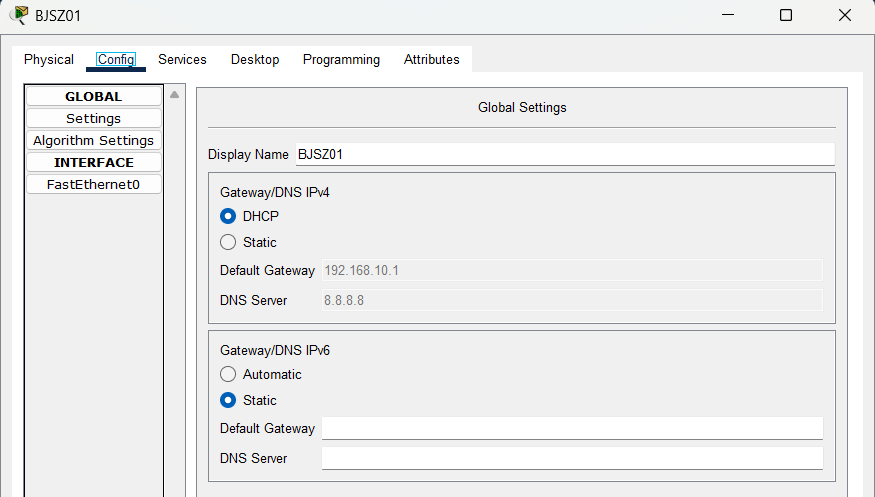 BJSZ01
Physical Config Services Desktop Programming Attributes
GLOBAL
Settings
Algorithm Settings
INTERFACE
FastEthernet0
Global Settings
Display Name BJSZ01
Gateway/DNS IPv4
DHCP
Static
Default Gateway 192.168.10.1
DNS Server 8.8.8.8
Gateway/DNS IPv6
Automatic
Static
Default Gateway
DNS Server